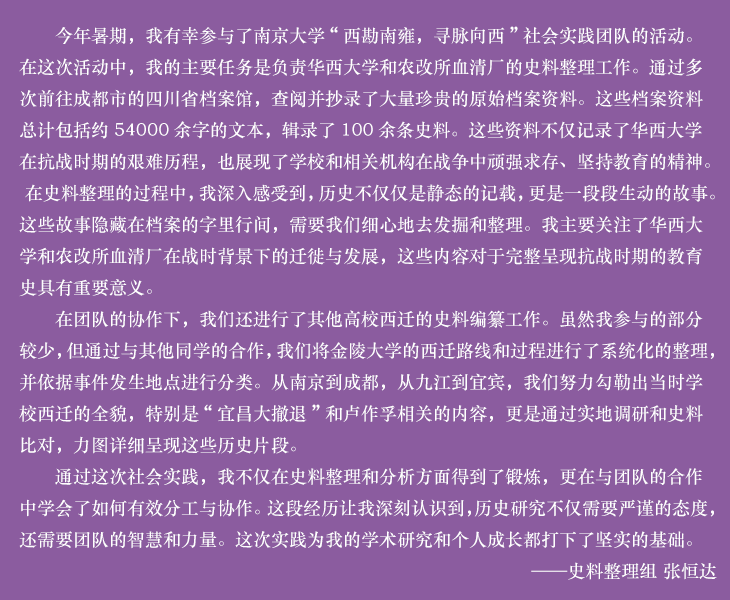 今年暑期，我有幸参与了南京大学“西勘南雍，寻脉向西”社会实践团队的活动。
在这次活动中，我的主要任务是负责华西大学和农改所血清厂的史料整理工作。通过多
次前往成都市的四川省档案馆，查阅并抄录了大量珍贵的原始档案资料。这些档案资料
总计包括约 54000 余字的文本，辑录了 100 余条史料。这些资料不仅记录了华西大学
在抗战时期的艰难历程，也展现了学校和相关机构在战争中顽强求存、坚持教育的精神。
在史料整理的过程中，我深入感受到，历史不仅仅是静态的记载，更是一段段生动的故事。
这些故事隐藏在档案的字里行间，需要我们细心地去发掘和整理。我主要关注了华西大
学和农改所血清厂在战时背景下的迁徙与发展，这些内容对于完整呈现抗战时期的教育
史具有重要意义。
在团队的协作下，我们还进行了其他高校西迁的史料编纂工作。虽然我参与的部分
较少，但通过与其他同学的合作，我们将金陵大学的西迁路线和过程进行了系统化的整理，
并依据事件发生地点进行分类。从南京到成都，从九江到宜宾，我们努力勾勒出当时学
校西迁的全貌，特别是“宜昌大撤退”和卢作孚相关的内容，更是通过实地调研和史料
比对，力图详细呈现这些历史片段。
通过这次社会实践，我不仅在史料整理和分析方面得到了锻炼，更在与团队的合作
中学会了如何有效分工与协作。这段经历让我深刻认识到，历史研究不仅需要严谨的态度，
还需要团队的智慧和力量。这次实践为我的学术研究和个人成长都打下了坚实的基础。
——史料整理组 张恒达